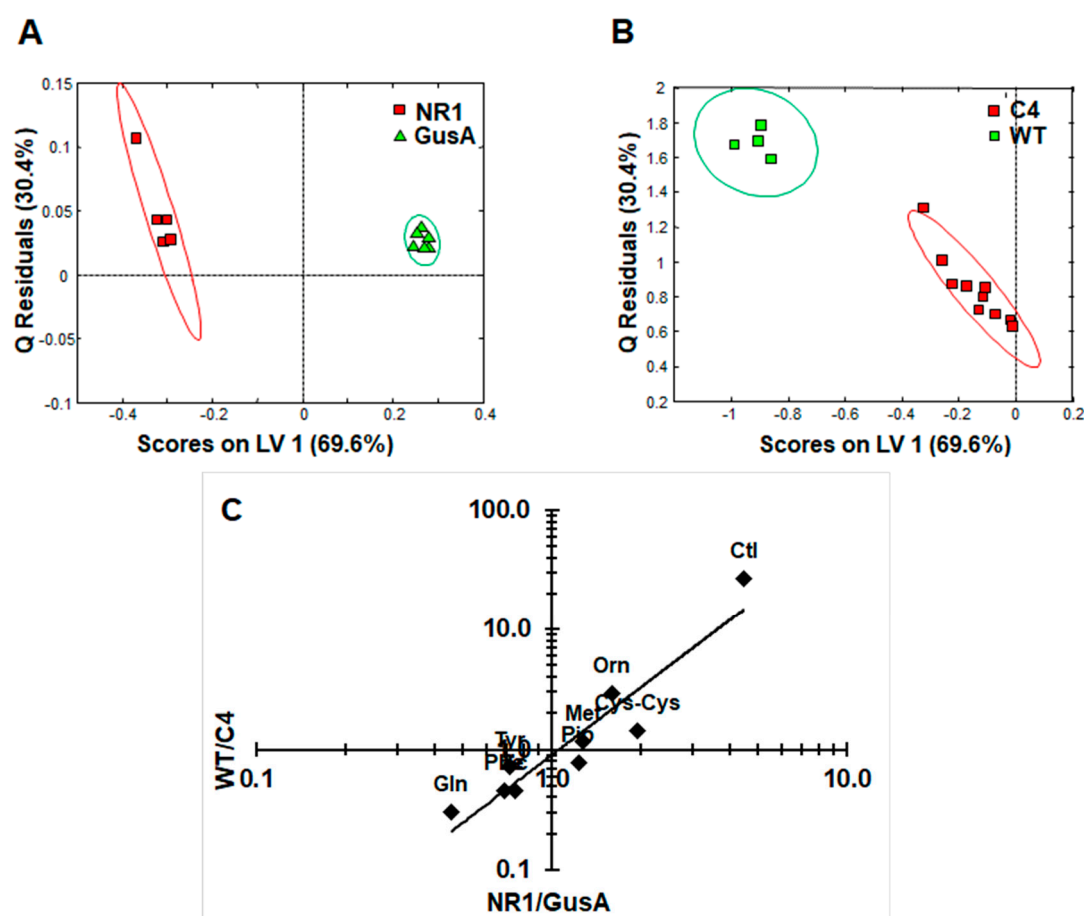 A
0.15
0.1
0.05
0
-0.05
-0.1
-0.4
-0.2
0
0.2
0.4
Q Residuals (30.4%)
Scores on LV 1 (69.6%)
NR1
GusA
B
2
1.8
1.6
1.4
1.2
1
0.8
0.6
0.4
0.2
-1
-0.8
-0.6
-0.4
-0.2
0
0.2
Q Residuals (30.4%)
Scores on LV 1 (69.6%)
C4
WT
C
100.0
10.0
0.1
0.1
10.0
WT/C4
NR1/GusA
Ctl
Orn
Cys-Cys
Met
Pip
Tyr
Gln